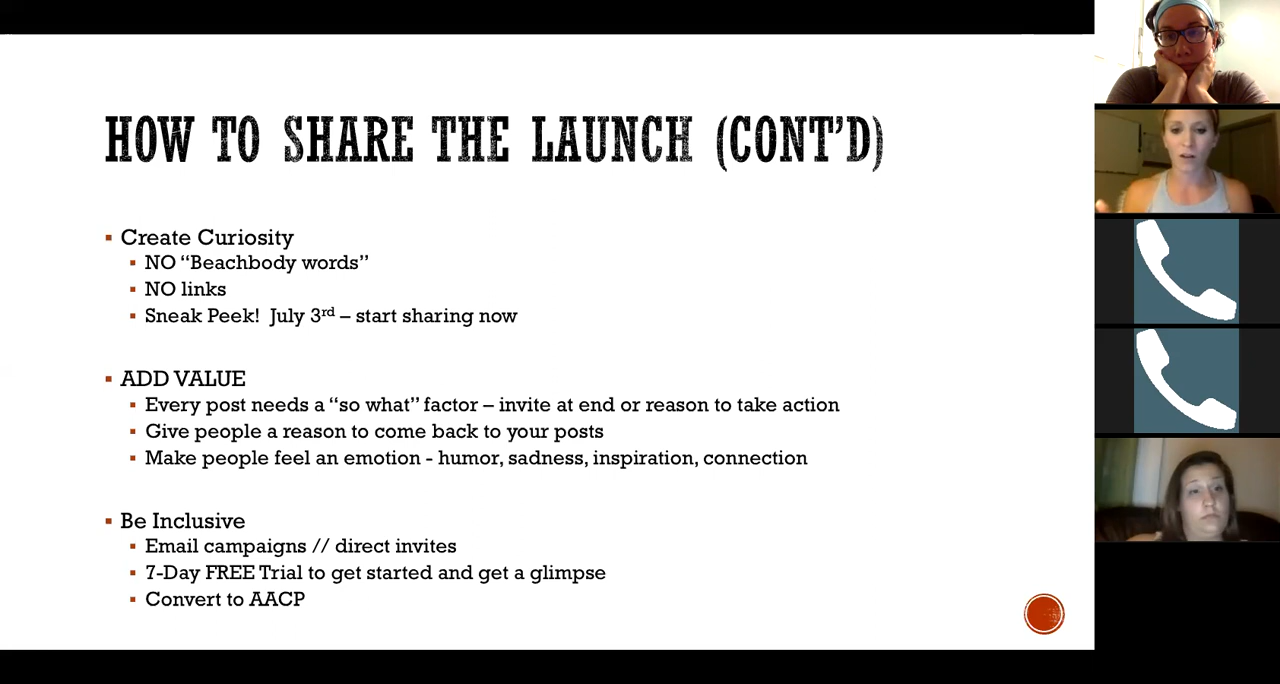 HOW TO SHARE THE LAUNCH (CONT'D)
Create Curiosity
NO “Beachbody words”
NO links
Sneak Peek! July 3rd – start sharing now
ADD VALUE
Every post needs a “so what” factor – invite at end or reason to take action
Give people a reason to come back to your posts
Make people feel an emotion - humor, sadness, inspiration, connection
Be Inclusive
Email campaigns // direct invites
7-Day FREE Trial to get started and get a glimpse
Convert to AACP